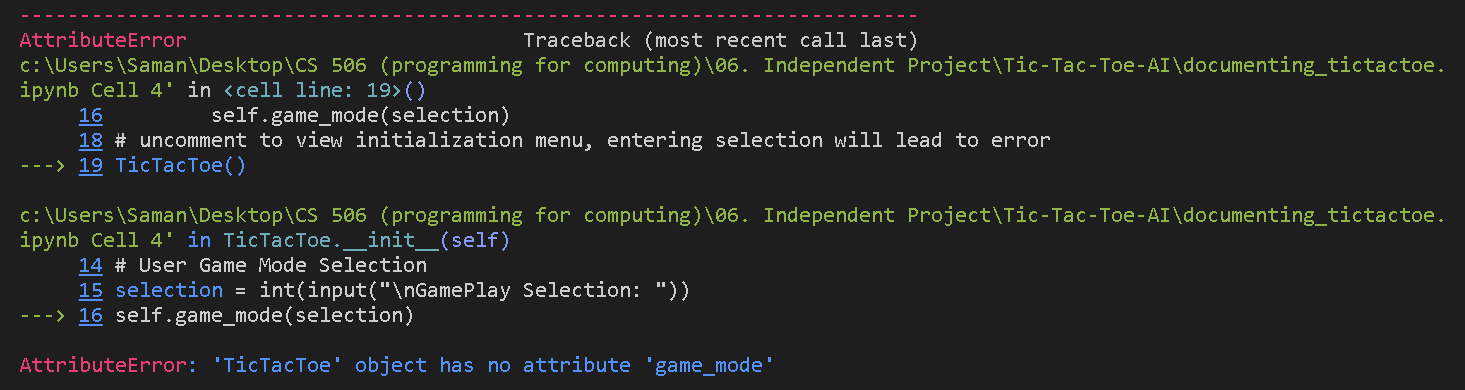 ---------------------------------------------------------------------------
AttributeError                            Traceback (most recent call last)
c:\Users\Saman\Desktop\CS 506 (programming for computing)\06. Independent Project\Tic-Tac-Toe-AI\documenting_tictactoe.
ipynb Cell 4' in <cell line: 19>()
     16         self.game_mode(selection)
     18 # uncomment to view initialization menu, entering selection will lead to error
---> 19 TicTacToe()
c:\Users\Saman\Desktop\CS 506 (programming for computing)\06. Independent Project\Tic-Tac-Toe-AI\documenting_tictactoe.
ipynb Cell 4' in TicTacToe.__init__(self)
     14 # User Game Mode Selection
     15 selection = int(input("\nGamePlay Selection: "))
---> 16 self.game_mode(selection)
AttributeError: 'TicTacToe' object has no attribute 'game_mode'